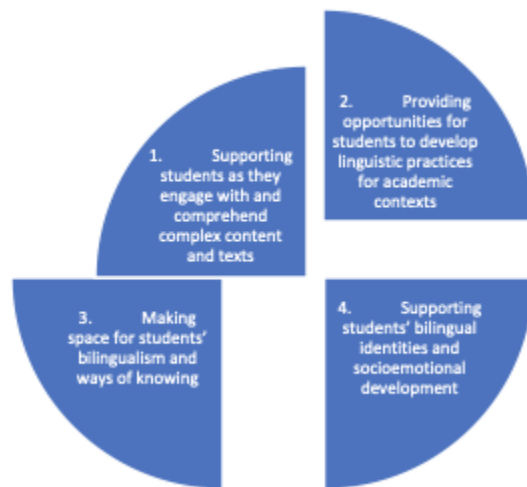 1. Supporting
students as they
engage with and
comprehend
complex content
and texts
2. Providing
opportunities for
students to develop
linguistic practices
for academic
contexts
3. Making
space for students'
bilingualism and
ways of knowing
4. Supporting
students' bilingual
identities and
socioemotional
development